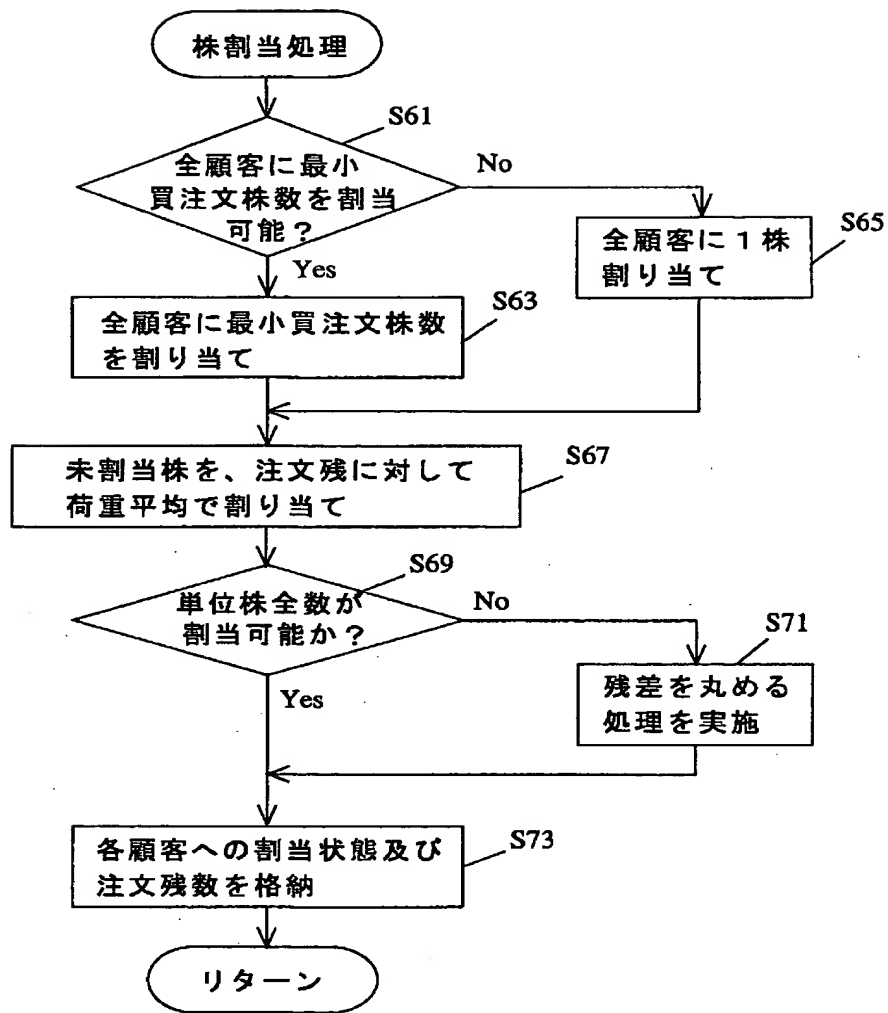 株割当処理
S61
全顧客に最小
買注文株数を割当
可能？
No
Yes
S65
全顧客に１株
割り当て
S63
全顧客に最小買注文株数
を割り当て
S67
未割当株を、注文残に対して
荷重平均で割り当て
S69
単位株全数が
割当可能か？
No
Yes
S71
残差を丸める
処理を実施
S73
各顧客への割当状態及び
注文残数を格納
リターン